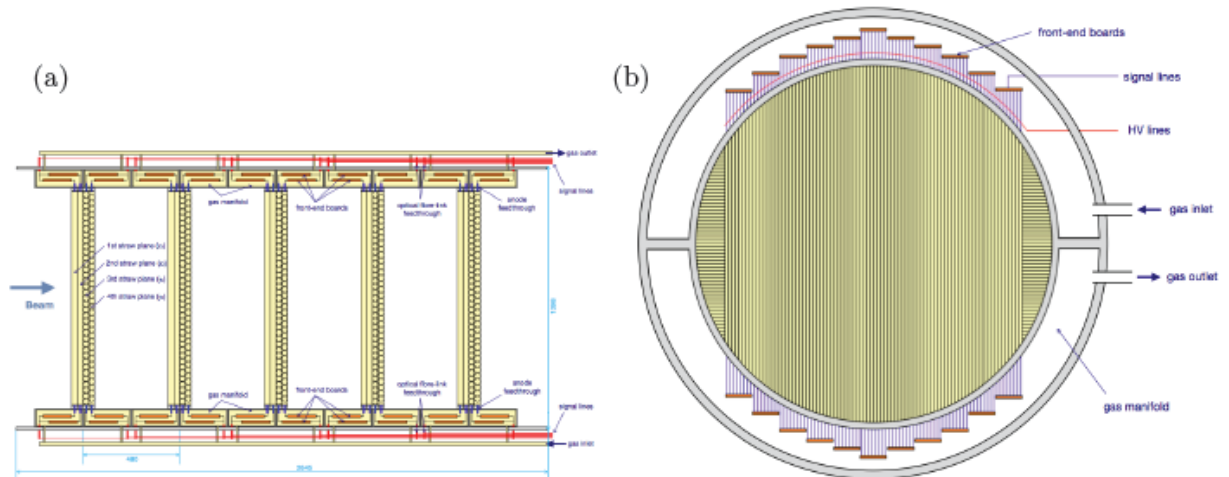 (a)
gas outlet
signal lines
gas manifold
front-end boards
optical fibre-link
feedthrough
anode
feedthrough
1st straw plane
2nd straw plane
3rd straw plane
4th straw plane
Beam
gas manifold
front-end boards
optical fibre-link
feedthrough
anode
feedthrough
signal lines
gas inlet
(b)
front-end boards
signal lines
HV lines
gas inlet
gas outlet
gas manifold